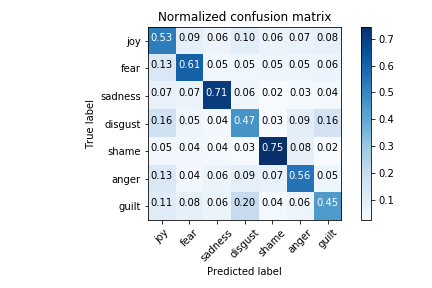 Normalized confusion matrix
joy 0.53 0.09 0.06 0.10 0.06 0.07 0.08
fear 0.13 0.61 0.05 0.05 0.05 0.05 0.06
sadness 0.07 0.07 0.71 0.06 0.02 0.03 0.04
disgust 0.16 0.05 0.04 0.47 0.03 0.09 0.16
shame 0.05 0.04 0.04 0.03 0.75 0.08 0.02
anger 0.13 0.04 0.06 0.09 0.07 0.56 0.05
guilt 0.11 0.08 0.06 0.20 0.04 0.06 0.45
joy fear sadness disgust shame anger guilt
True label
Predicted label
0.7
0.6
0.5
0.4
0.3
0.2
0.1